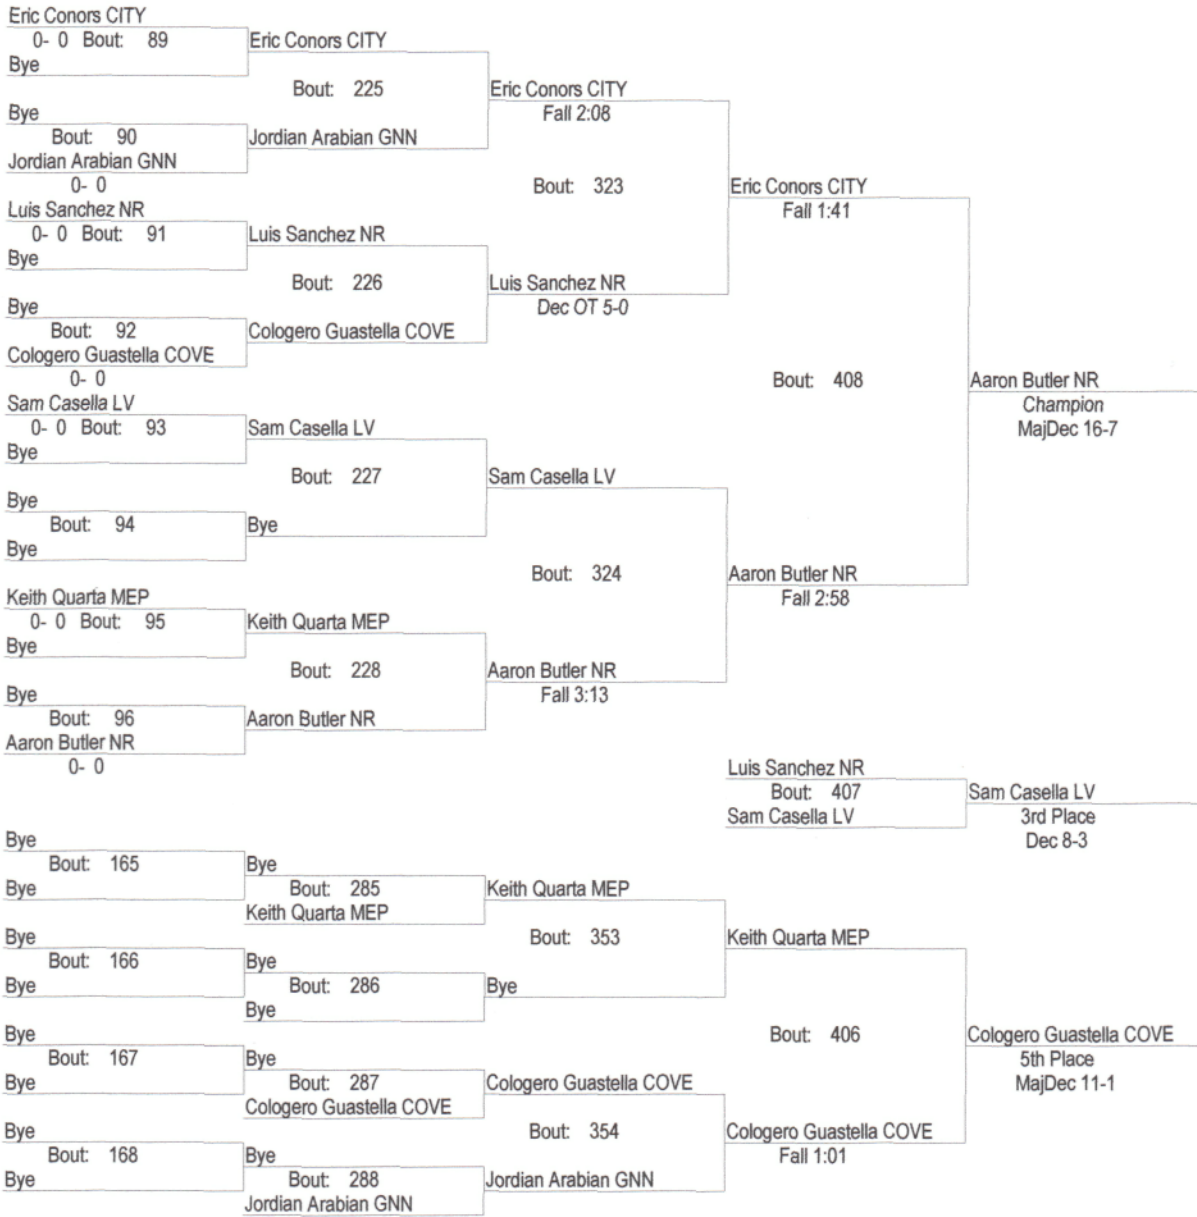 Eric Conors CITY
0- 0 Bout: 89
Eric Conors CITY
Bye
Bout: 225
Eric Conors CITY
Fall 2:08
Bye
Bout: 90
Jordian Arabian GNN
Jordian Arabian GNN
0- 0
Bout: 323
Eric Conors CITY
Fall 1:41
Luis Sanchez NR
0- 0 Bout: 91
Luis Sanchez NR
Bye
Bout: 226
Luis Sanchez NR
Dec OT 5-0
Bye
Bout: 92
Cologero Guastella COVE
Cologero Guastella COVE
0- 0
Bout: 408
Aaron Butler NR
Champion
MajDec 16-7
Sam Casella LV
0- 0 Bout: 93
Sam Casella LV
Bye
Bout: 227
Sam Casella LV
Bye
Bout: 94
Bye
Bye
Bout: 324
Aaron Butler NR
Fall 2:58
Keith Quarta MEP
0- 0 Bout: 95
Keith Quarta MEP
Bye
Bout: 228
Aaron Butler NR
Fall 3:13
Bye
Bout: 96
Aaron Butler NR
Aaron Butler NR
0- 0
Luis Sanchez NR
Bout: 407
Sam Casella LV
Sam Casella LV
3rd Place
Dec 8-3
Bye
Bout: 165
Bye
Bye
Bout: 285
Keith Quarta MEP
Keith Quarta MEP
Bye
Bout: 353
Keith Quarta MEP
Bout: 166
Bye
Bye
Bout: 286
Bye
Bye
Bye
Bout: 406
Cologero Guastella COVE
5th Place
MajDec 11-1
Bout: 167
Bye
Bye
Bout: 287
Cologero Guastella COVE
Cologero Guastella COVE
Bye
Bout: 354
Cologero Guastella COVE
Fall 1:01
Bout: 168
Bye
Bye
Bout: 288
Jordian Arabian GNN
Jordian Arabian GNN